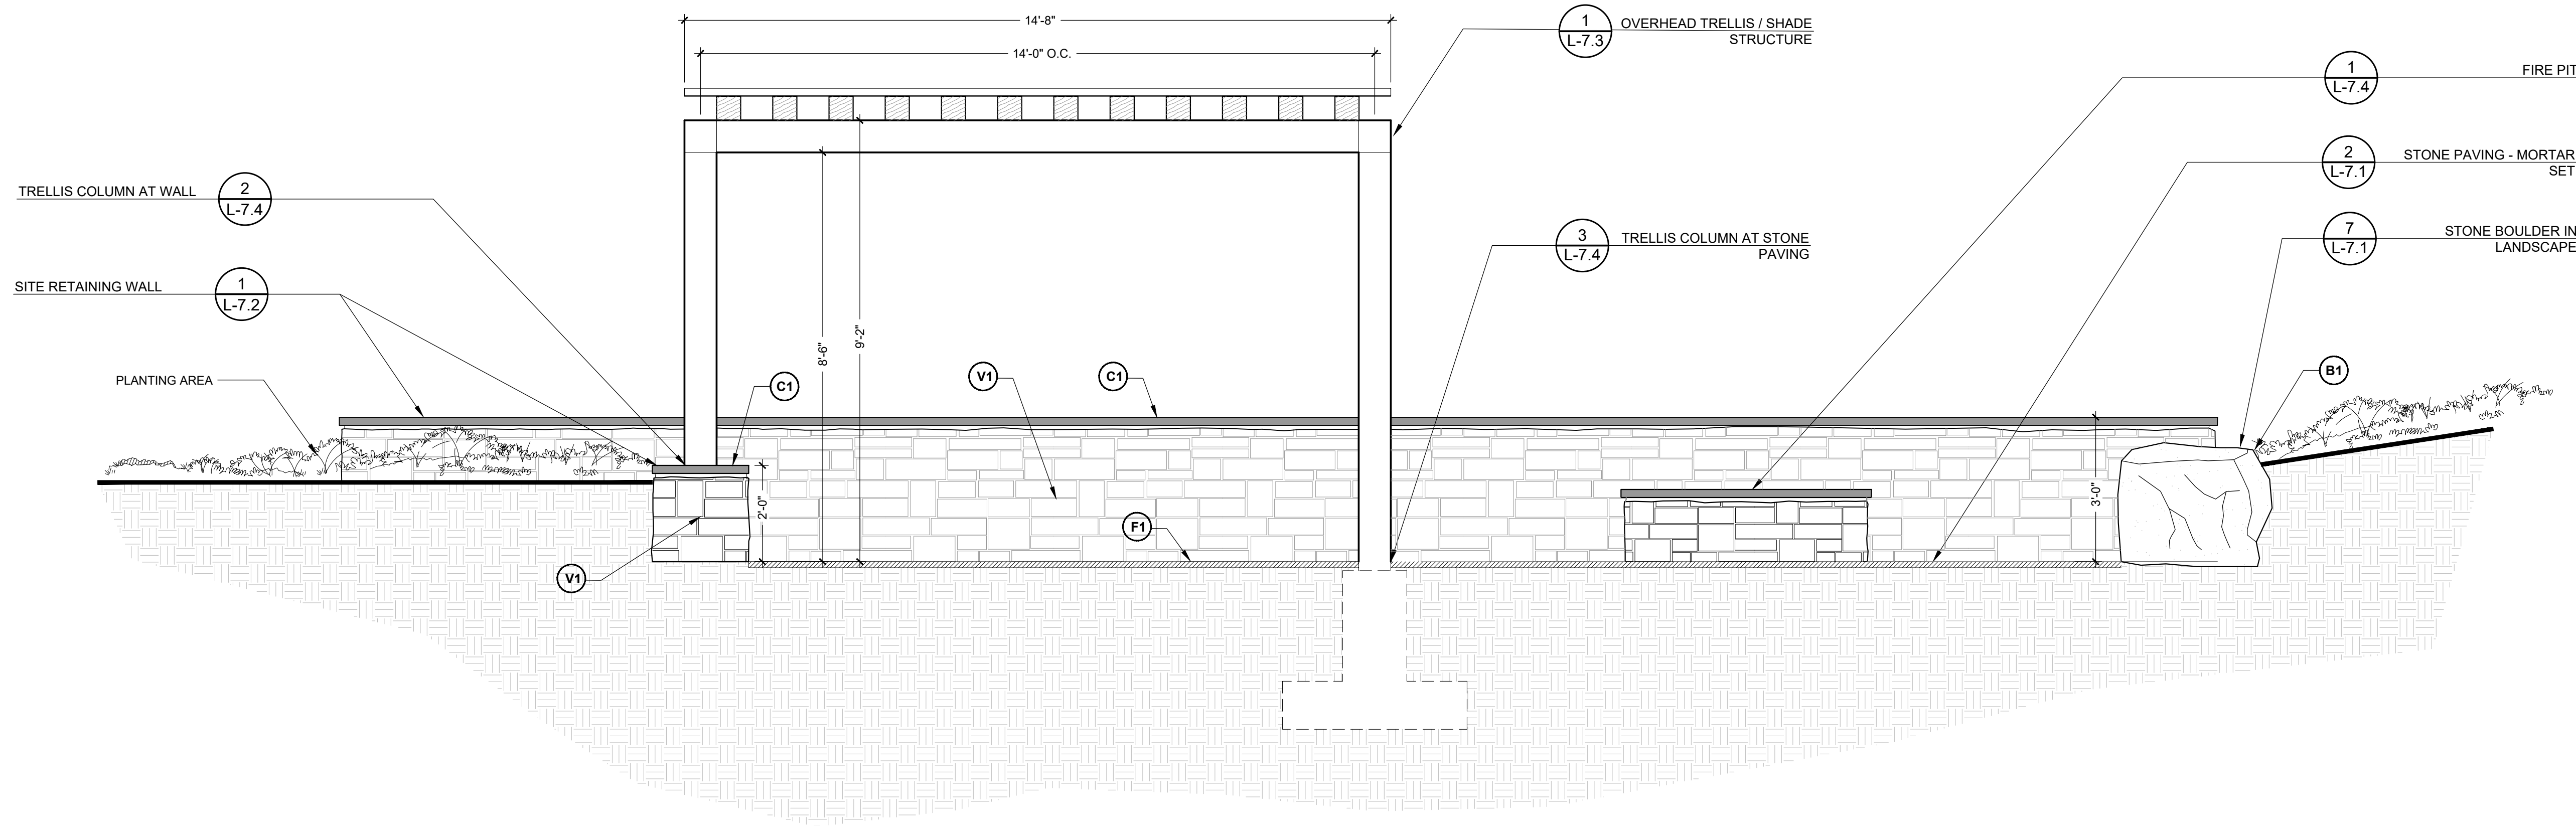 14'-8"
14'-0" O.C.
1
L-7.3
OVERHEAD TRELLIS / SHADE
STRUCTURE
1
L-7.4
FIRE PIT
2
L-7.1
STONE PAVING - MORTAR
SET
7
L-7.1
STONE BOULDER IN
LANDSCAPE
TRELLIS COLUMN AT WALL
2
L-7.4
3
L-7.4
TRELLIS COLUMN AT STONE
PAVING
SITE RETAINING WALL
1
L-7.2
8'-6"
9'-2"
PLANTING AREA
C1
V1
C1
B1
2'-0"
3'-0"
F1
V1